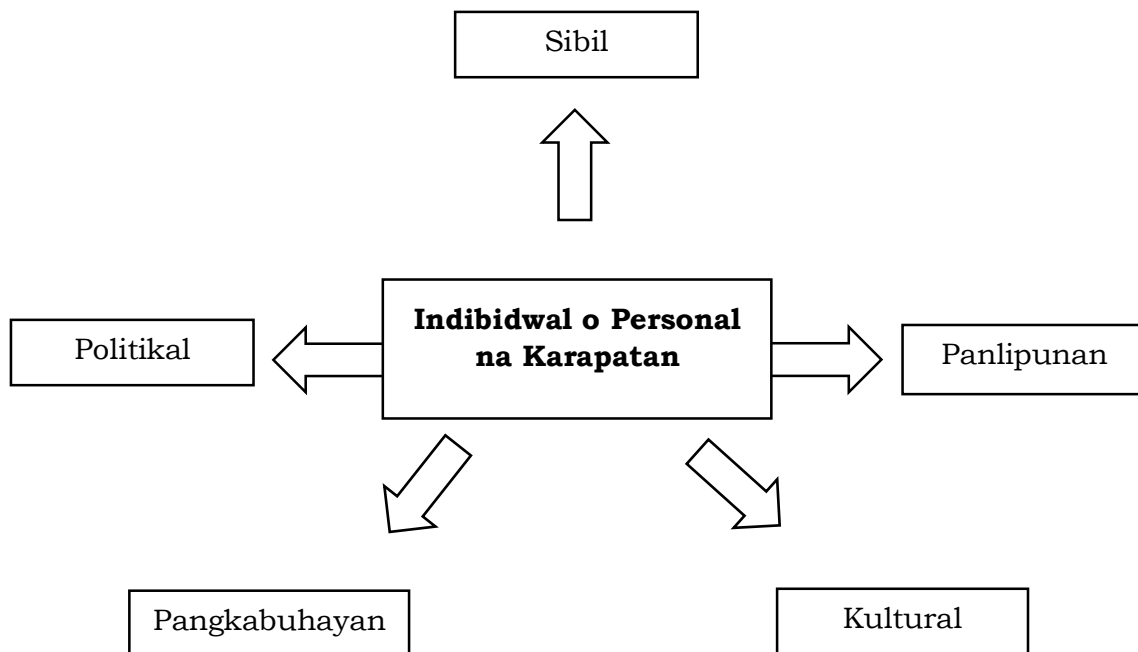 Sibil
Indibidwal o Personal
na Karapatan
Politikal
Panlipunan
Pangkabuhayan
Kultural